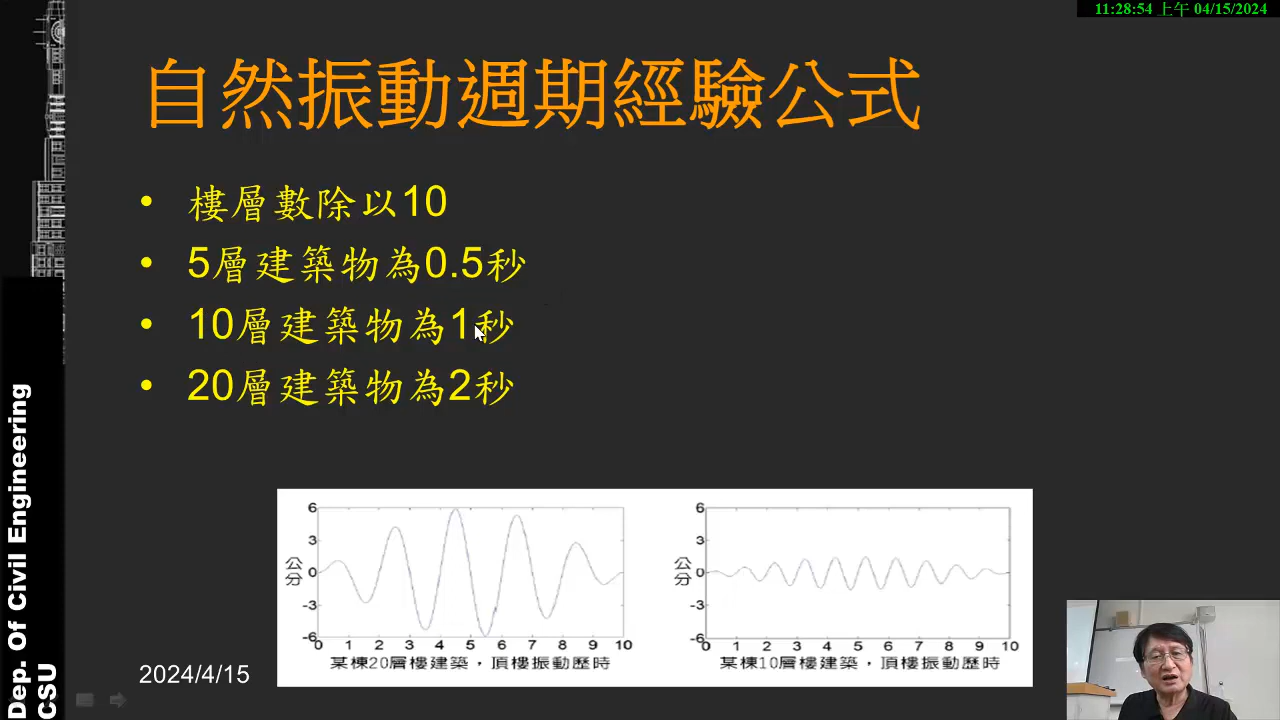 11:28:54 上午 04/15/2024
自然振動週期經驗公式
• 樓層數除以10
• 5層建築物為0.5秒
• 10層建築物為1秒
• 20層建築物為2秒
6
3
0
-3
-6
公分
0 1 2 3 4 5 6 7 8 9 10
某棟20層樓建築，頂樓振動歷時
6
3
0
-3
-6
公分
0 1 2 3 4 5 6 7 8 9 10
某棟10層樓建築，頂樓振動歷時
2024/4/15
Dep. Of Civil Engineering
CSU